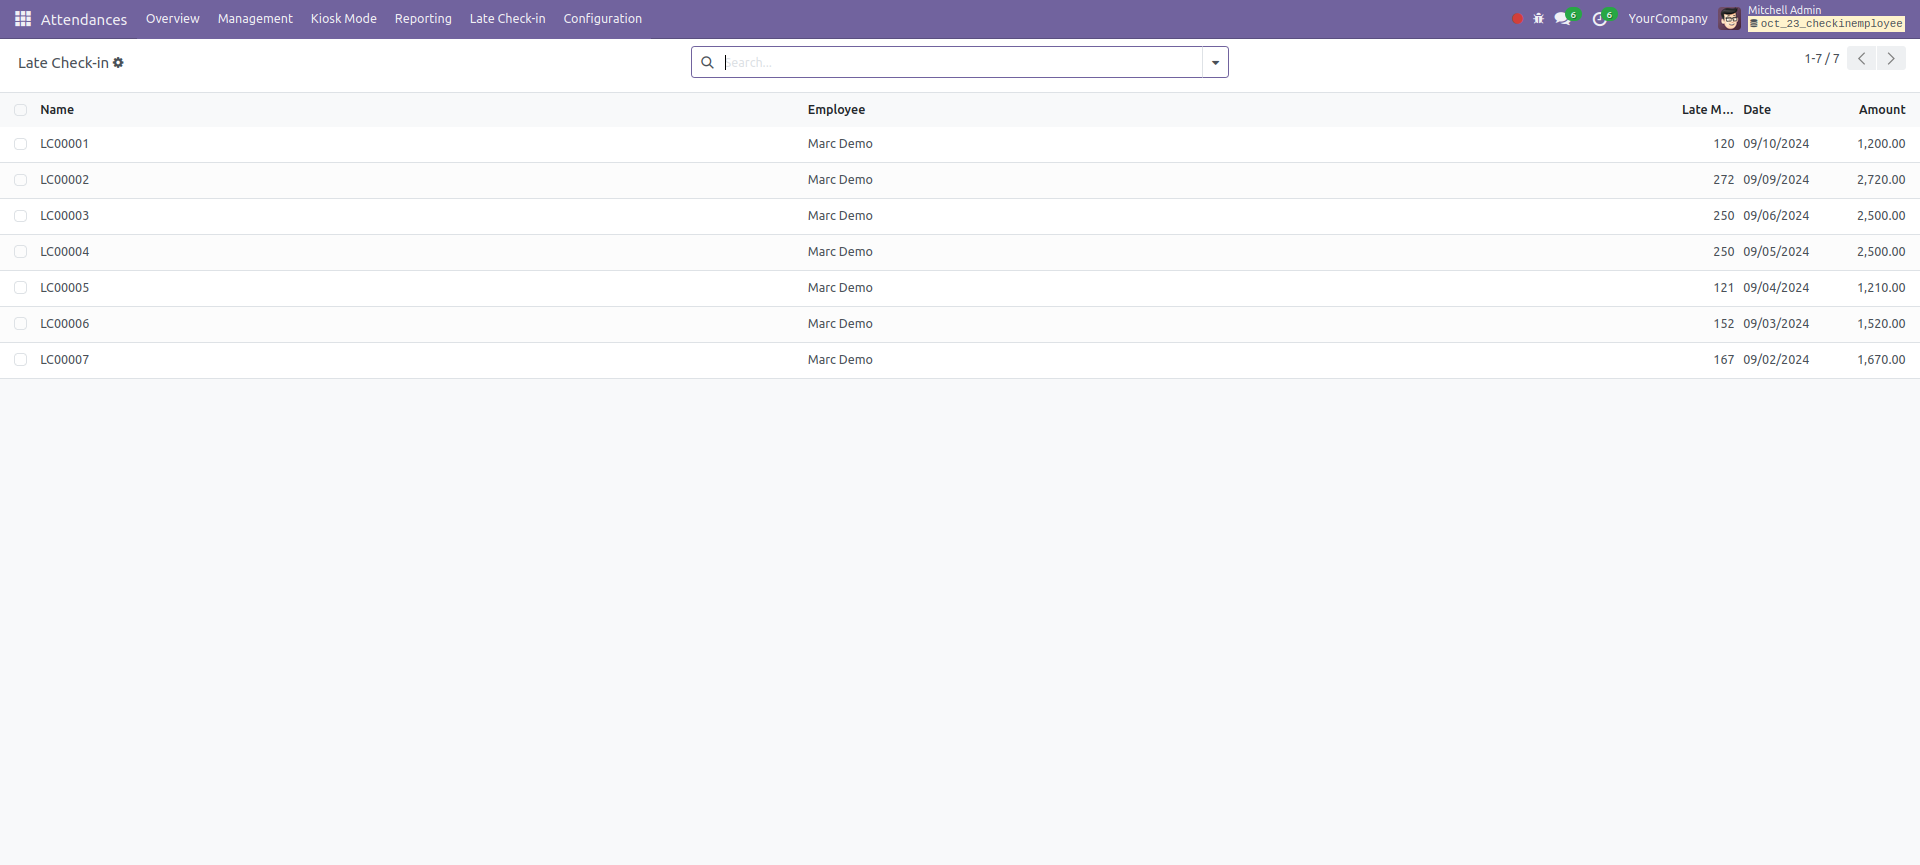 Attendances Overview Management Kiosk Mode Reporting Late Check-in Configuration 6 6 YourCompany Mitchell Admin
oct_23_checkinemployee
Late Check-in Search... 1-7 / 7
Name Employee Late M... Date Amount
LC00001 Marc Demo 120 09/10/2024 1,200.00
LC00002 Marc Demo 272 09/09/2024 2,720.00
LC00003 Marc Demo 250 09/06/2024 2,500.00
LC00004 Marc Demo 250 09/05/2024 2,500.00
LC00005 Marc Demo 121 09/04/2024 1,210.00
LC00006 Marc Demo 152 09/03/2024 1,520.00
LC00007 Marc Demo 167 09/02/2024 1,670.00